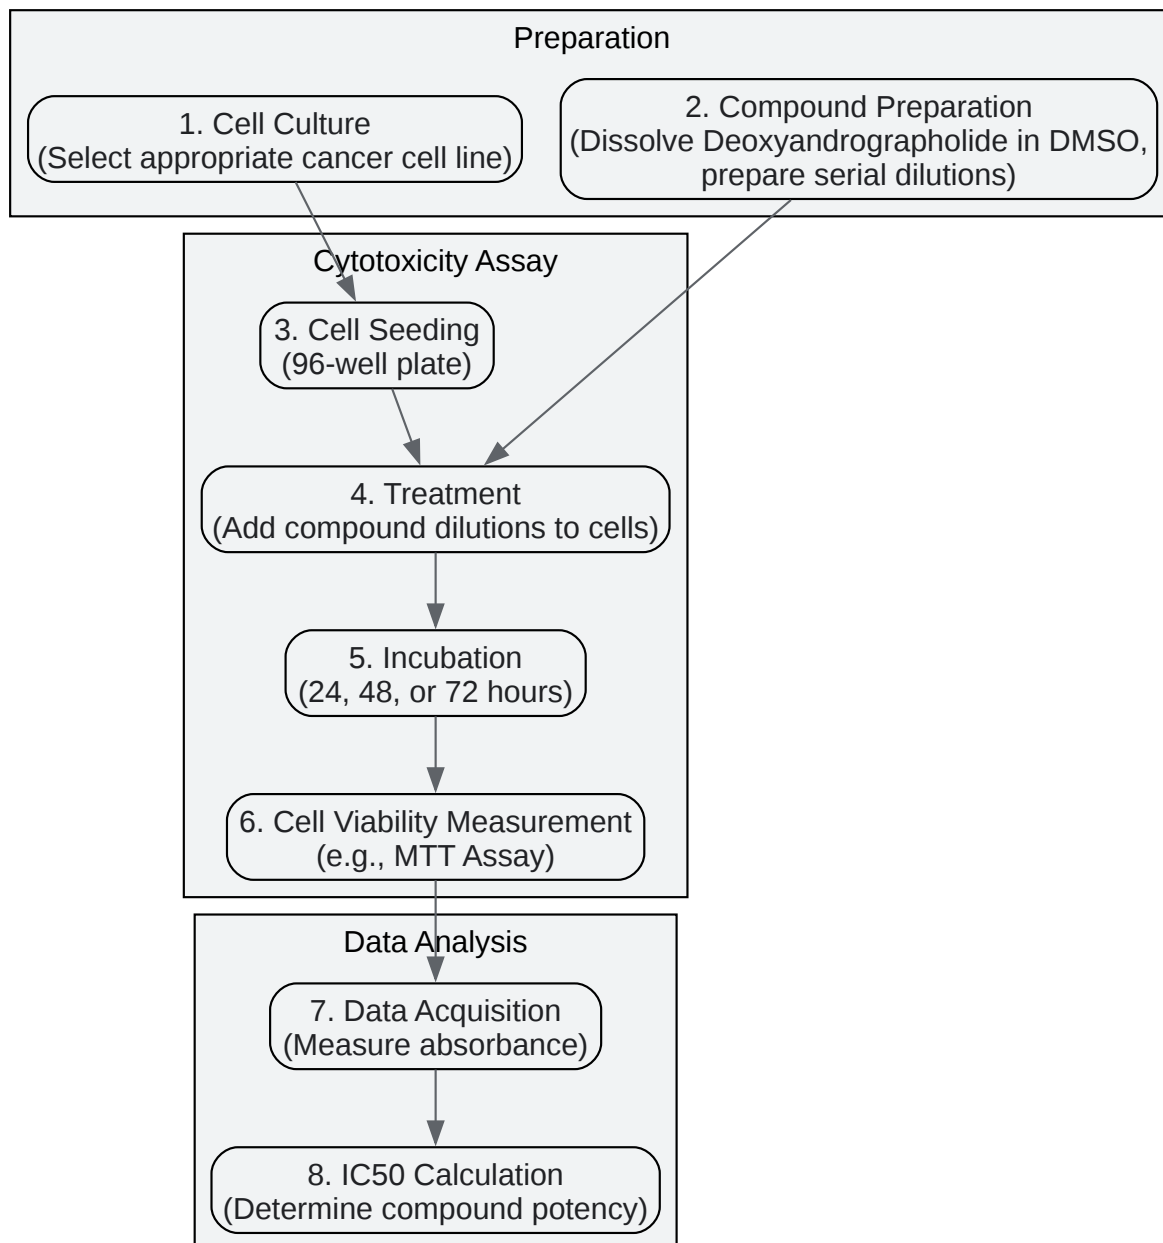 Preparation
1. Cell Culture
(Select appropriate cancer cell line)
2. Compound Preparation
(Dissolve Deoxyandrographolide in DMSO,
prepare serial dilutions)
Cytotoxicity Assay
3. Cell Seeding
(96-well plate)
4. Treatment
(Add compound dilutions to cells)
5. Incubation
(24, 48, or 72 hours)
6. Cell Viability Measurement
(e.g., MTT Assay)
Data Analysis
7. Data Acquisition
(Measure absorbance)
8. IC50 Calculation
(Determine compound potency)